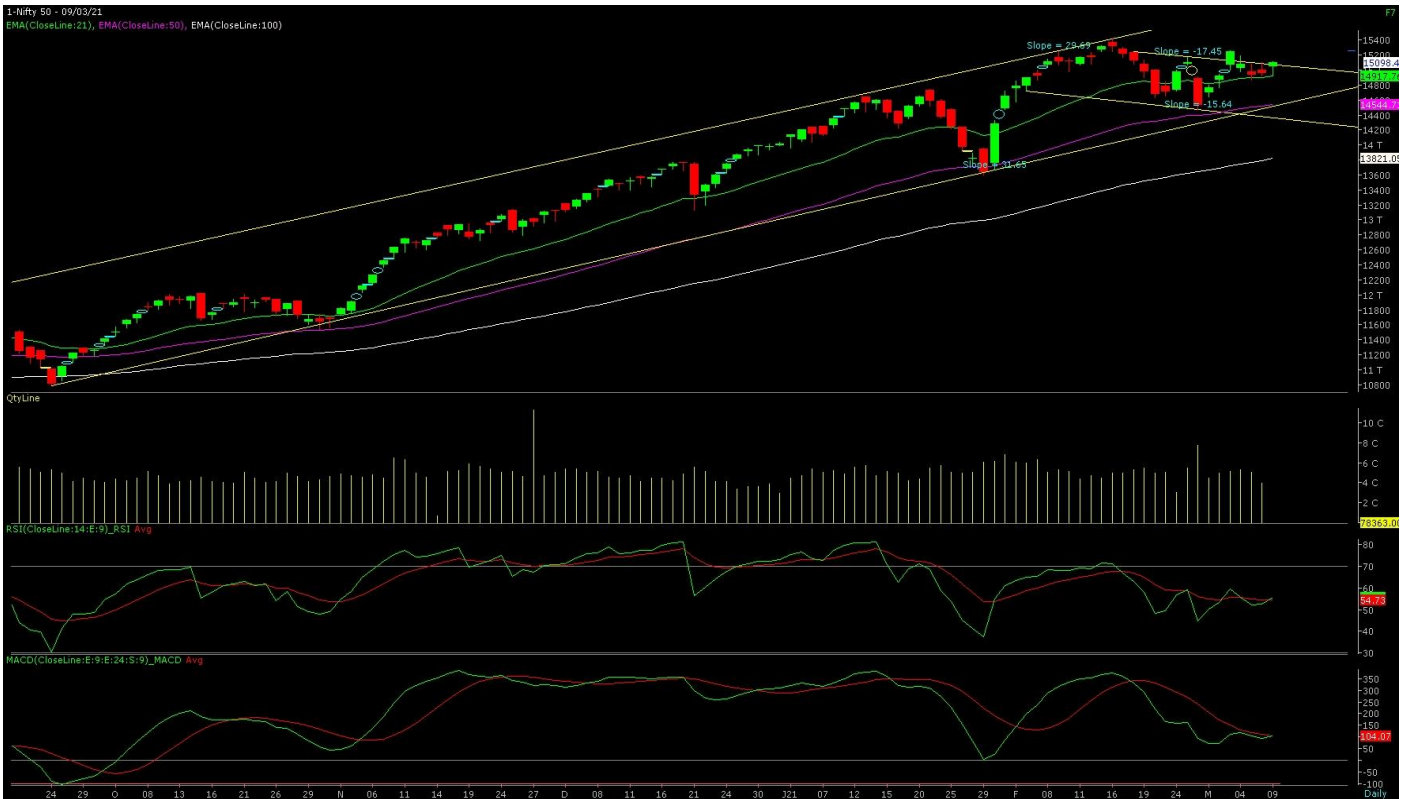 1-Nifty 50 - 09/03/21
F7
EMA(CloseLine:21), EMA(CloseLine:50), EMA(CloseLine:100)
15400
Slope = 29.69
Slope = -17.45
15200
15098.4
14917.76
14800
Slope = -15.64
14544.71
14400
14200
14 T
13821.05
Slope = 31.65
13600
13400
13200
13 T
12800
12600
12400
12200
12 T
11800
11600
11400
11200
11 T
10800
QtyLine
10 C
8 C
6 C
4 C
2 C
78363.00
RSI(CloseLine:14:E:9)_RSI Avg
80
70
60
54.73
50
40
30
MACD(CloseLine:E:9:E:24:S:9)_MACD Avg
350
300
250
200
150
104.07
50
-50
-100
24 29 O 08 13 16 21 26 29 N 06 11 14 19 24 27 D 08 11 16 21 24 30 J21 07 12 15 20 25 29 F 08 11 16 19 24 M 04 09
Daily